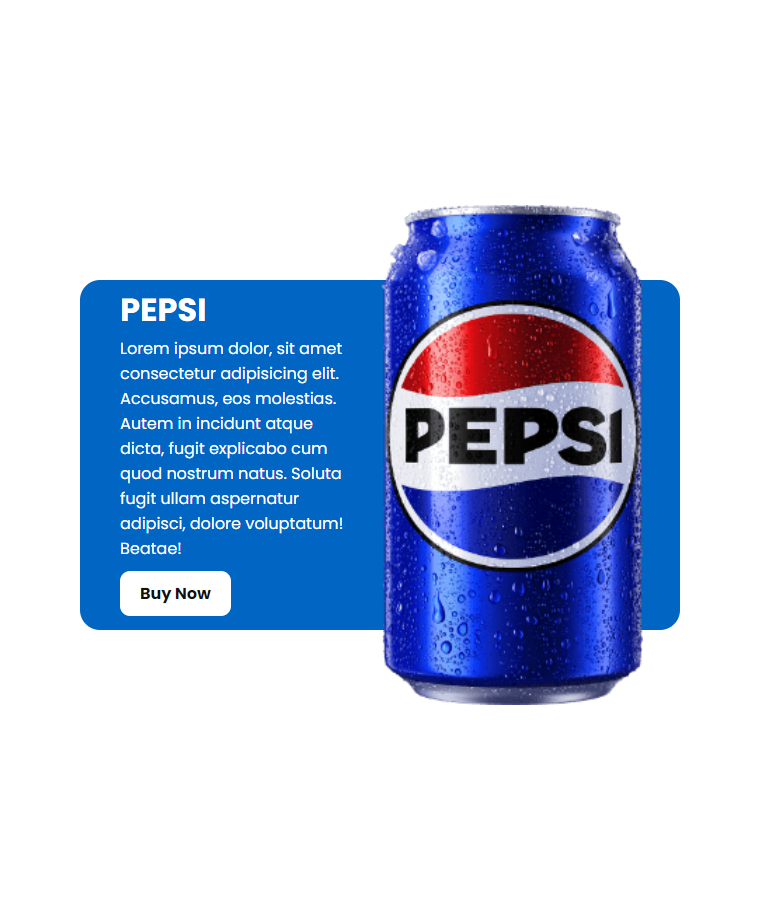 PEPSI
Lorem ipsum dolor, sit amet
consectetur adipisicing elit.
Accusamus, eos molestias.
Autem in incidunt atque
dicta, fugit explicabo cum
quod nostrum natus. Soluta
fugit ullam aspernatur
adipisci, dolore voluptatum!
Beatae!
Buy Now
PEPSI